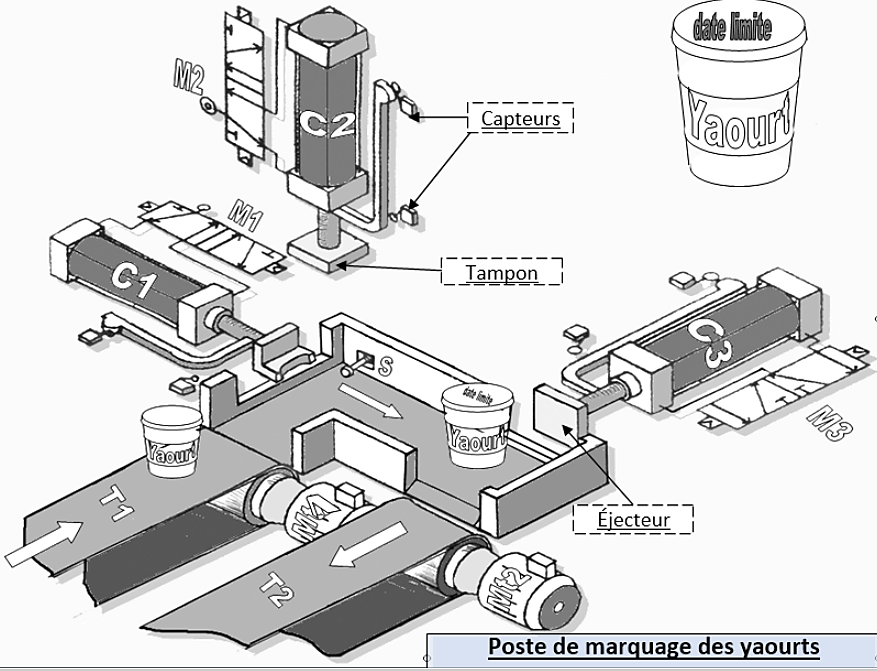 date limite
Yaourt
M2
C2
Capteurs
M1
Tampon
C1
C3
S
date limite
Yaourt
M3
Yaourt
Éjecteur
T1
Mt1
T2
Mt2
Poste de marquage des yaourts